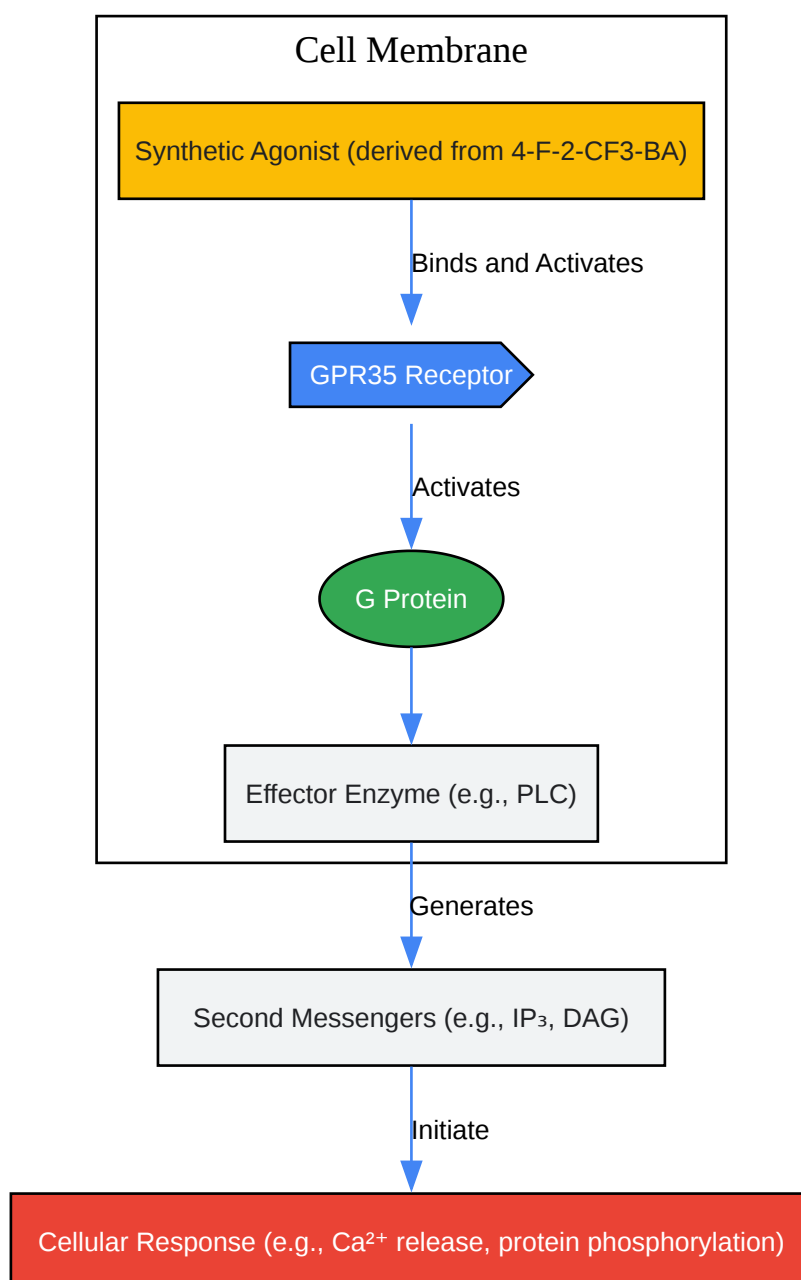 Cell Membrane
Synthetic Agonist (derived from 4-F-2-CF3-BA)
Binds and Activates
GPR35 Receptor
Activates
G Protein
Effector Enzyme (e.g., PLC)
Generates
Second Messengers (e.g., IP₃, DAG)
Initiate
Cellular Response (e.g., Ca²⁺ release, protein phosphorylation)